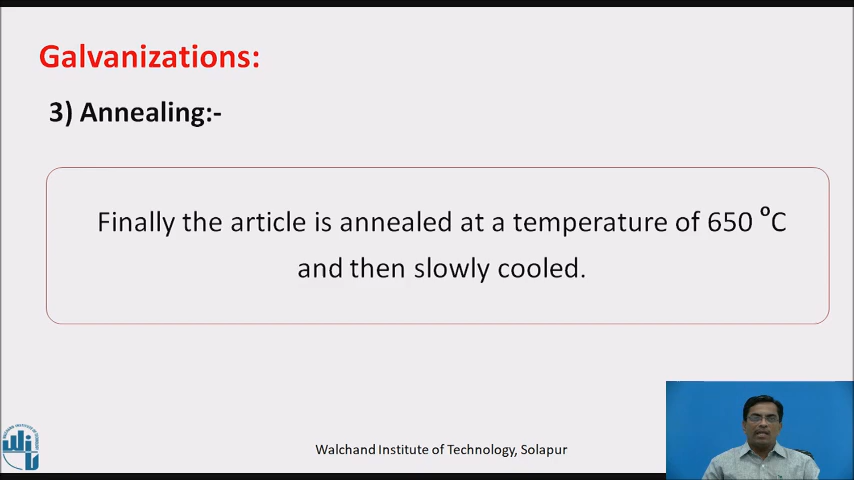 Galvanizations:
3) Annealing:-
Finally the article is annealed at a temperature of 650 ⁰C
and then slowly cooled.
Walchand Institute of Technology, Solapur